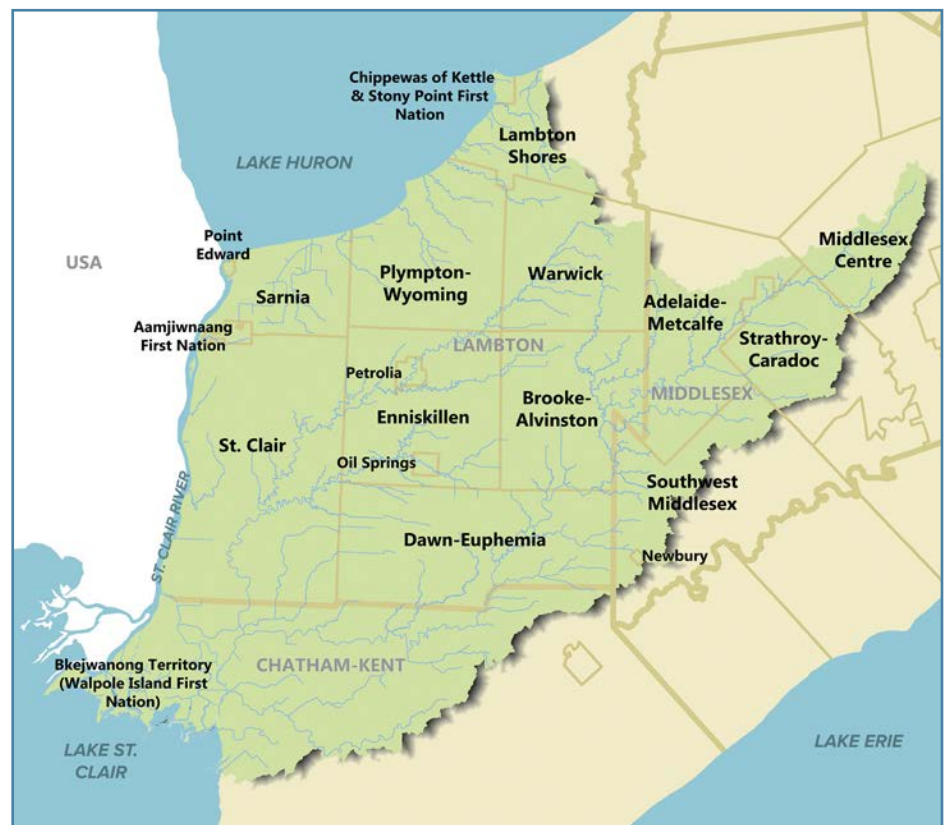 Chippewas of Kettle
& Stony Point First
Nation
Lambton
Shores
LAKE HURON
Point
Edward
USA
Middlesex
Centre
Plympton-
Wyoming
Warwick
Sarnia
Adelaide-
Metcalfe
Aamjiwnaang
First Nation
LAMBTON
Strathroy-
Caradoc
Petrolia
MIDDLESEX
Brooke-
Alvinston
Enniskillen
St. Clair
Oil Springs
Southwest
Middlesex
ST. CLAIR RIVER
Dawn-Euphemia
Newbury
CHATHAM-KENT
Bkejwanong Territory
(Walpole Island First
Nation)
LAKE ST.
CLAIR
LAKE ERIE